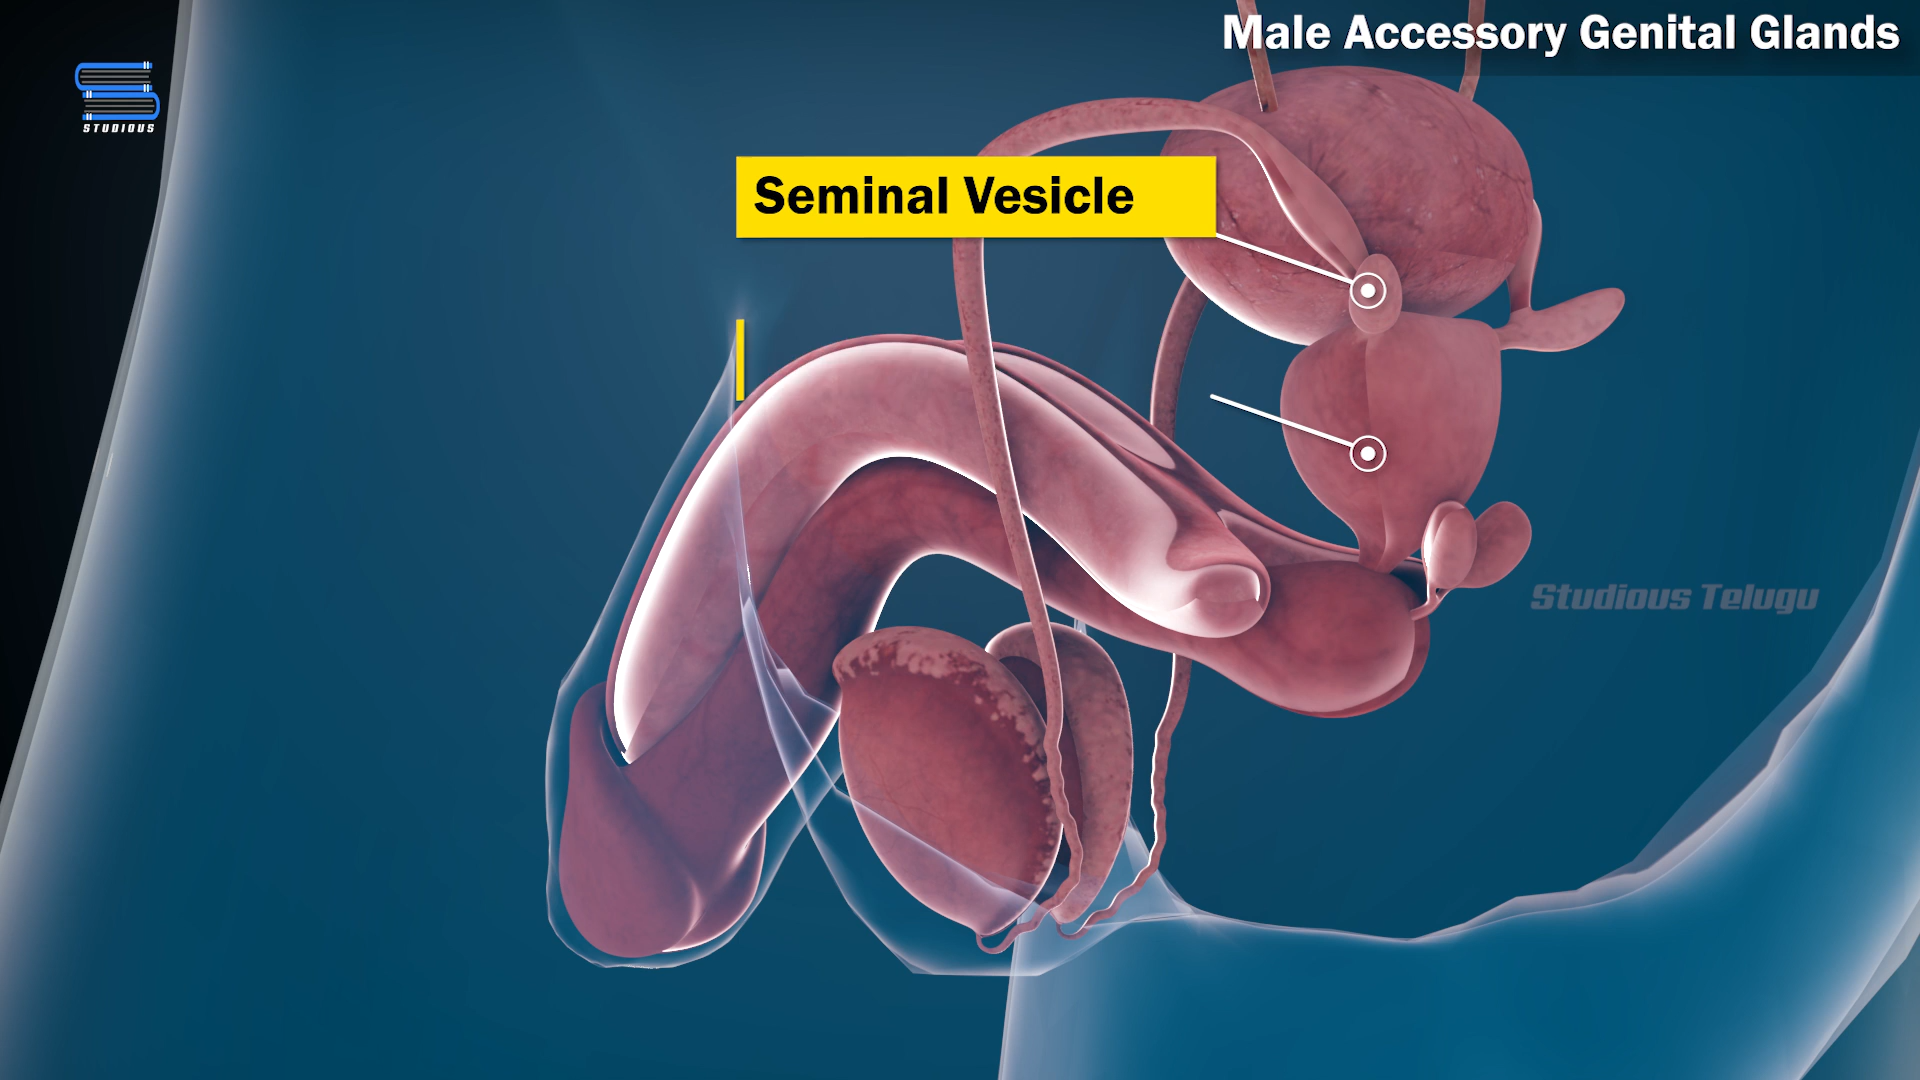 Male Accessory Genital Glands
STUDIOUS
Seminal Vesicle
Studious Telugu